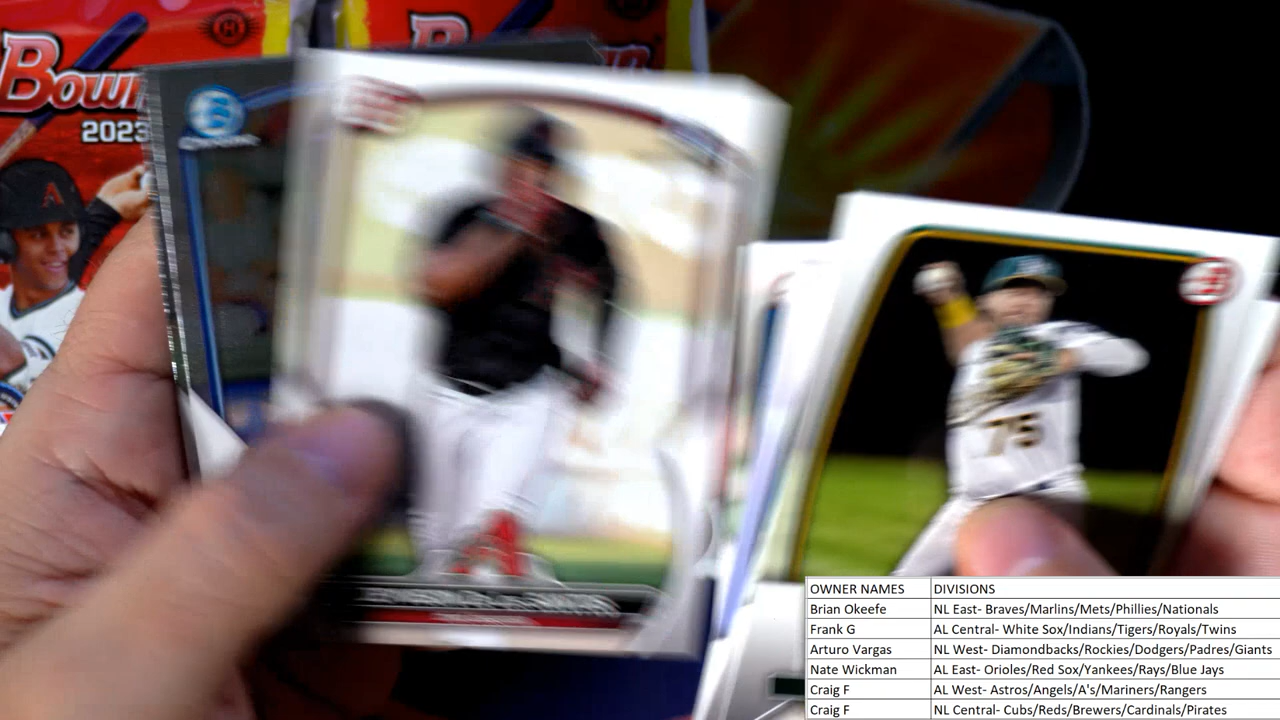 Bown
2023
B
75
A
A
OWNER NAMES DIVISIONS
Brian Okeefe NL East- Braves/Marlins/Mets/Phillies/Nationals
Frank G AL Central- White Sox/Indians/Tigers/Royals/Twins
Arturo Vargas NL West- Diamondbacks/Rockies/Dodgers/Padres/Giants
Nate Wickman AL East- Orioles/Red Sox/Yankees/Rays/Blue Jays
Craig F AL West- Astros/Angels/A's/Mariners/Rangers
Craig F NL Central- Cubs/Reds/Brewers/Cardinals/Pirates